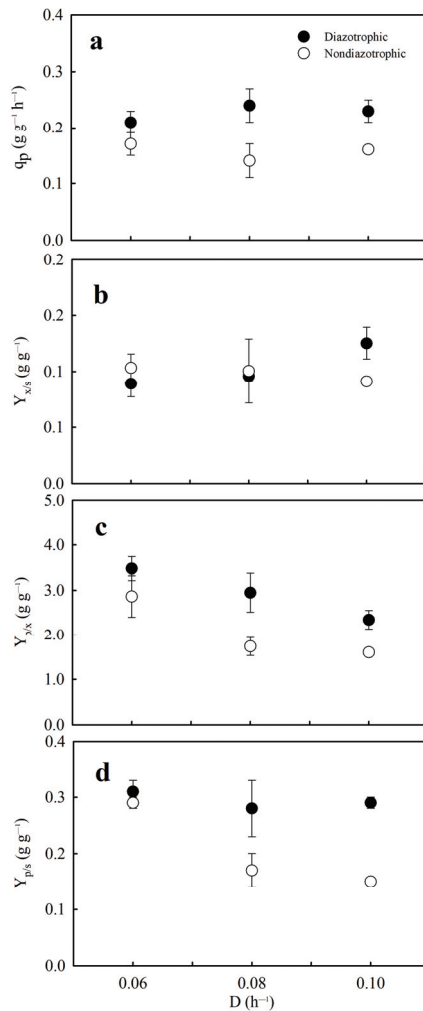 a
Diazotrophic
Nondiazotrophic
0.4
0.3
0.2
0.1
0.0
qp (g g⁻¹ h⁻¹)
b
0.2
0.2
0.1
0.1
0.0
Yx/s (g g⁻¹)
c
5.0
4.0
3.0
2.0
1.0
0.0
(g g⁻¹)
d
0.4
0.3
0.2
0.1
0.0
Yp/s (g g⁻¹)
0.06
0.08
0.10
D (h⁻¹)